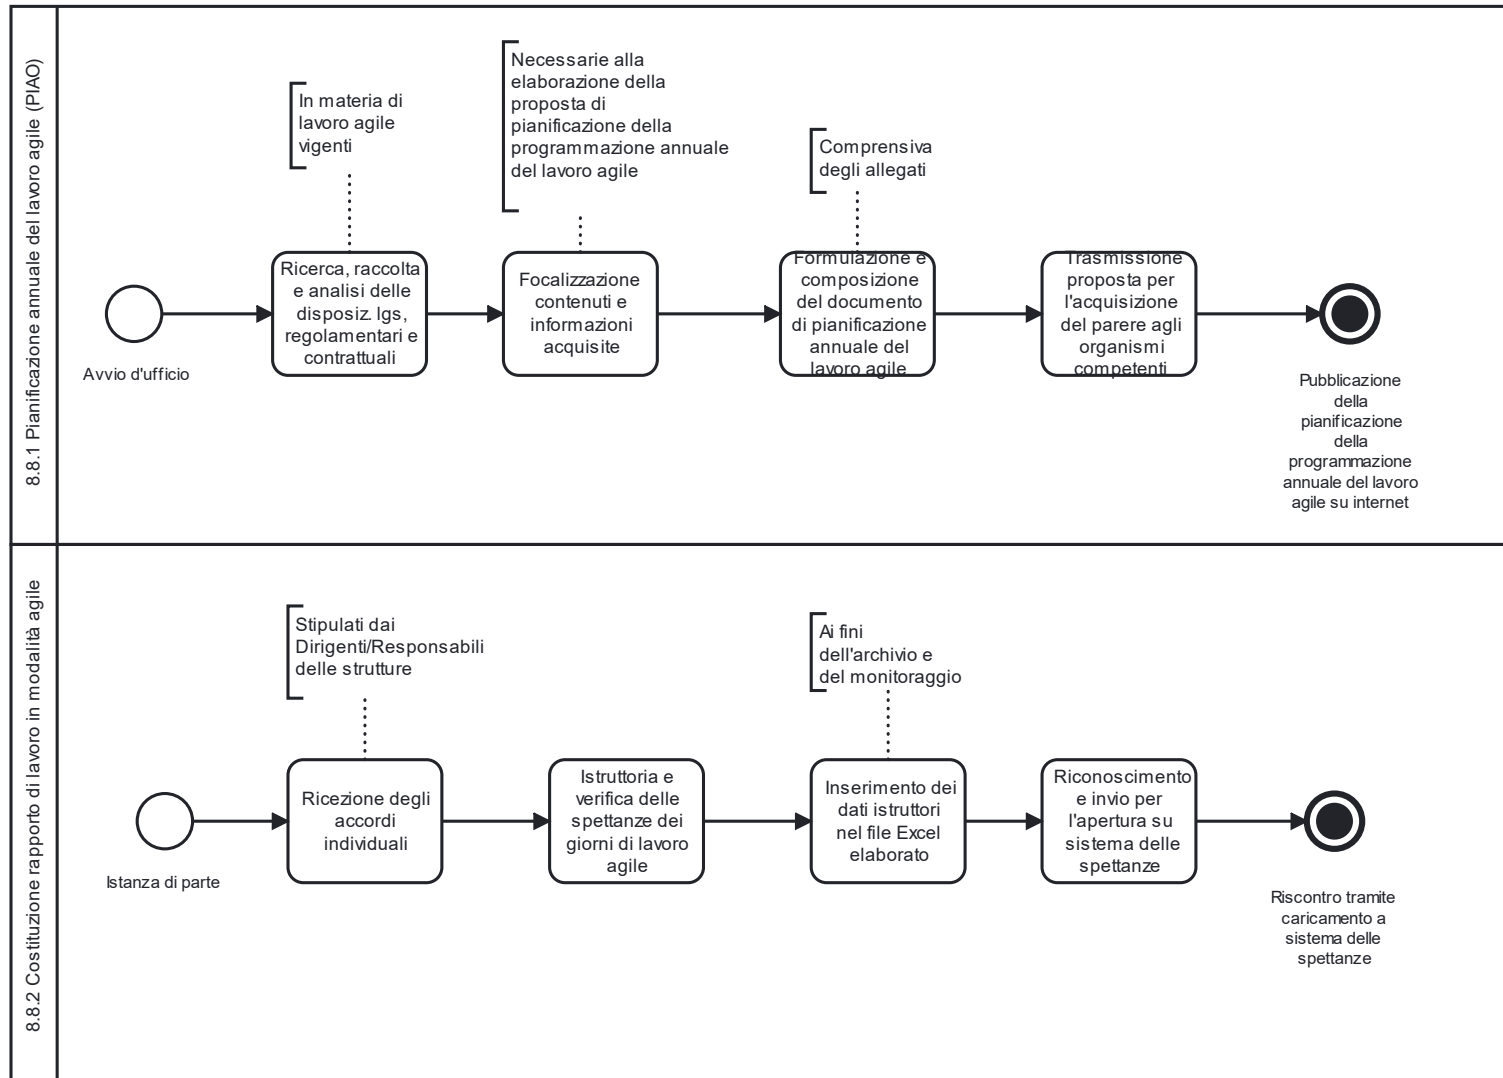 8.8.1 Pianificazione annuale del lavoro agile (PIAO)
In materia di
lavoro agile
vigenti
Necessarie alla
elaborazione della
proposta di
pianificazione della
programmazione annuale
del lavoro agile
Comprensiva
degli allegati
Avvio d'ufficio
Ricerca, raccolta
e analisi delle
disposiz. lgs,
regolamentari e
contrattuali
Focalizzazione
contenuti e
informazioni
acquisite
Formulazione e
composizione
del documento
di pianificazione
annuale del
lavoro agile
Trasmissione
proposta per
l'acquisizione
del parere agli
organismi
competenti
Pubblicazione
della
pianificazione
della
programmazione
annuale del lavoro
agile su internet
8.8.2 Costituzione rapporto di lavoro in modalità agile
Stipulati dai
Dirigenti/Responsabili
delle strutture
Ai fini
dell'archivio e
del monitoraggio
Istanza di parte
Ricezione degli
accordi
individuali
Istruttoria e
verifica delle
spettanze dei
giorni di lavoro
agile
Inserimento dei
dati istruttori
nel file Excel
elaborato
Riconoscimento
e invio per
l'apertura su
sistema delle
spettanze
Riscontro tramite
caricamento a
sistema delle
spettanze